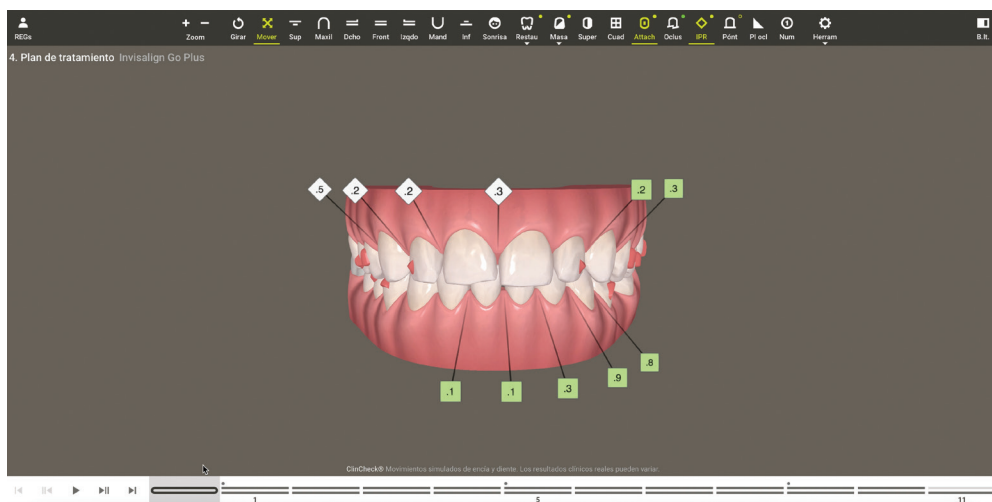 REGs Zoom Girar Mover Sup Maxil Dcho Front Izqdo Mand Inf Sonrisa Restau Masa Super Cuad Attach Oclus IPR Pónt Pl ocl Num Herram B.It.
4. Plan de tratamiento Invisalign Go Plus
.5 .2 .2 .3 .2 .3
.8
.9
.1 .1 .3
ClinCheck® Movimientos simulados de encía y diente. Los resultados clínicos reales pueden variar.
1 5 11